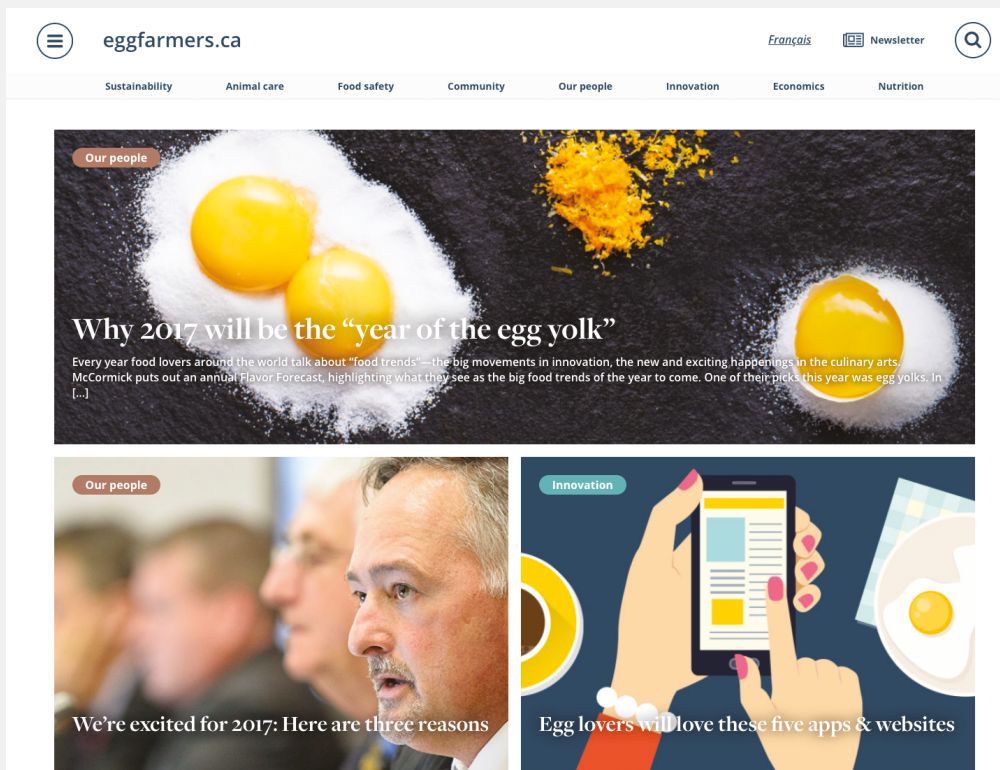 eggfarmers.ca
Français
Newsletter
Sustainability
Animal care
Food safety
Community
Our people
Innovation
Economics
Nutrition
Our people
Why 2017 will be the “year of the egg yolk”
Every year food lovers around the world talk about “food trends”—the big movements in innovation, the new and exciting happenings in the culinary arts.
McCormick puts out an annual Flavor Forecast, highlighting what they see as the big food trends of the year to come. One of their picks this year was egg yolks. In
[...]
Our people
We’re excited for 2017: Here are three reasons
Innovation
Egg lovers will love these five apps & websites